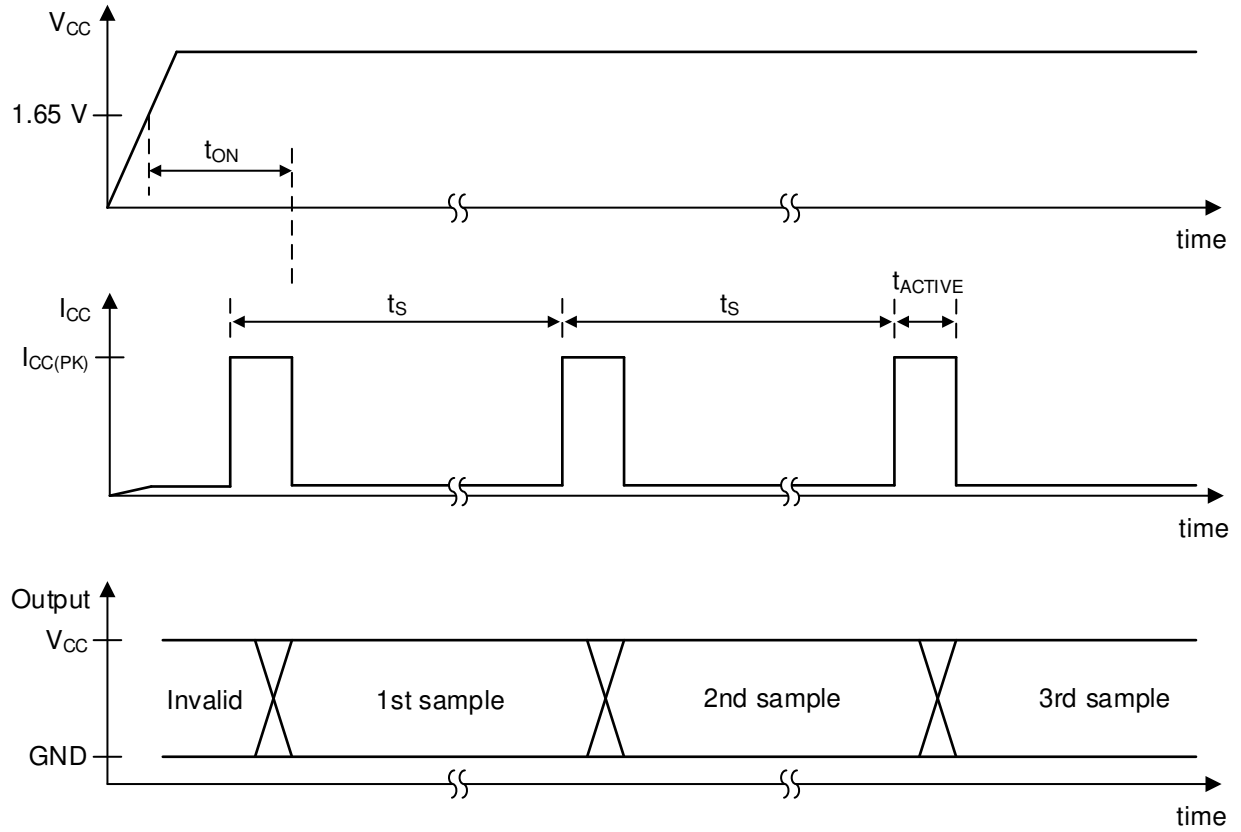 VCC
1.65 V
tON
time
ICC
ICC(PK)
tS
tS
tACTIVE
time
Output
VCC
Invalid
1st sample
2nd sample
3rd sample
GND
time